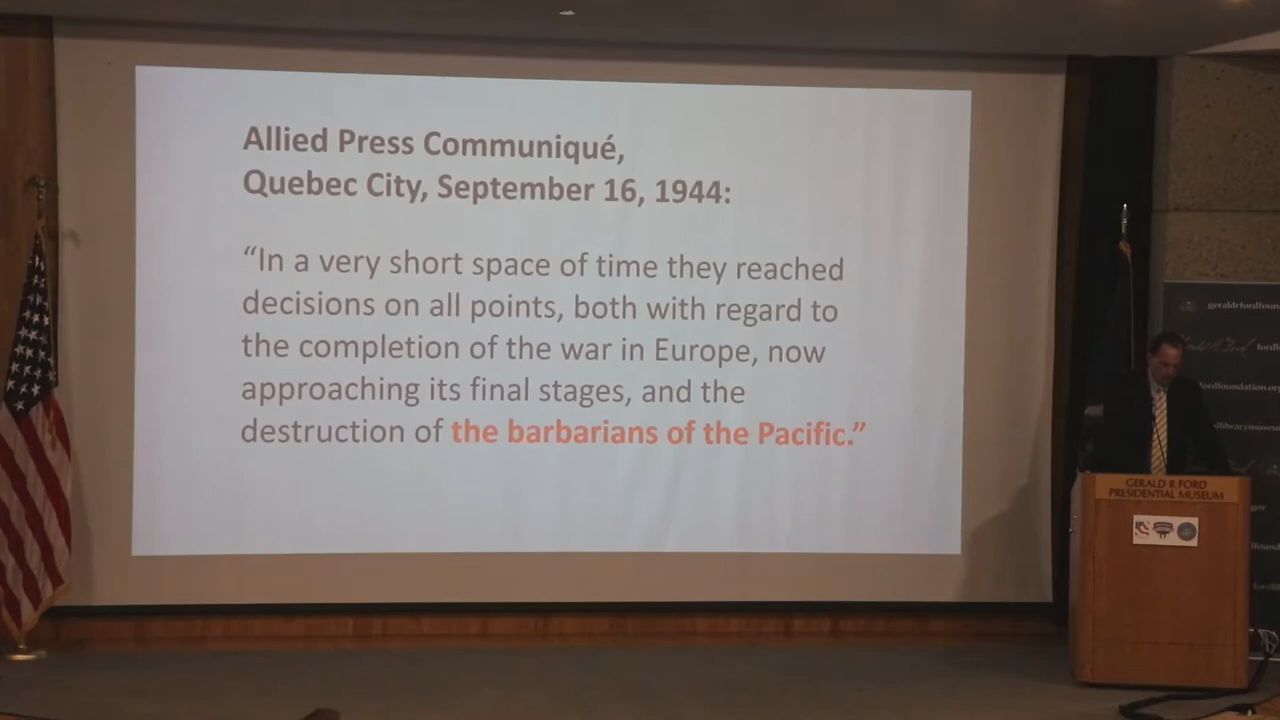 Allied Press Communiqué,
Quebec City, September 16, 1944:
“In a very short space of time they reached
decisions on all points, both with regard to
the completion of the war in Europe, now
approaching its final stages, and the
destruction of the barbarians of the Pacific.”
GERALD R FORD
PRESIDENTIAL MUSEUM